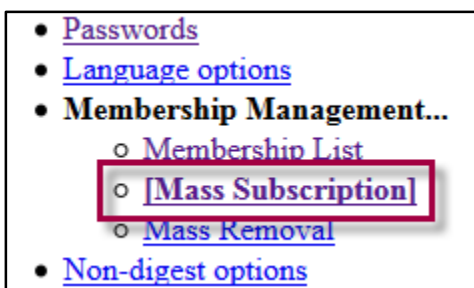 Passwords
Language options
Membership Management...
Membership List
[Mass Subscription]
Mass Removal
Non-digest options